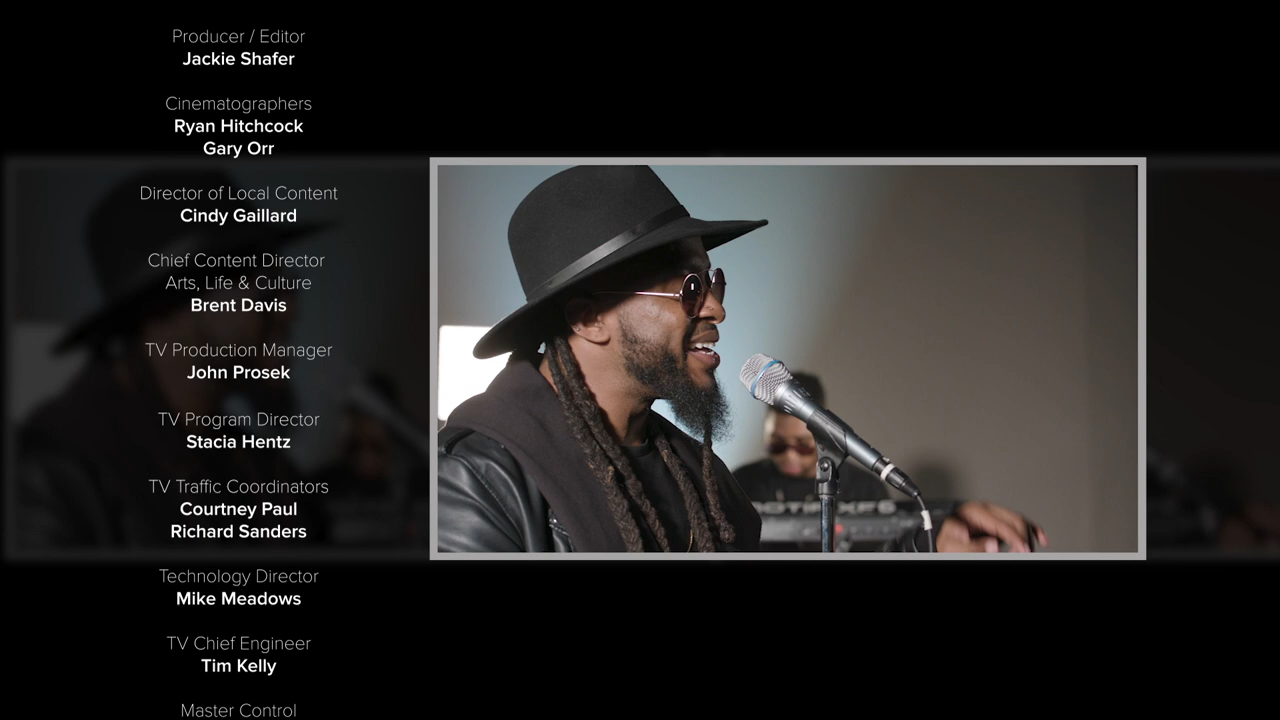 Producer / Editor
Jackie Shafer
Cinematographers
Ryan Hitchcock
Gary Orr
Director of Local Content
Cindy Gaillard
Chief Content Director
Arts, Life & Culture
Brent Davis
TV Production Manager
John Prosek
TV Program Director
Stacia Hentz
TV Traffic Coordinators
Courtney Paul
Richard Sanders
Technology Director
Mike Meadows
TV Chief Engineer
Tim Kelly
Master Control